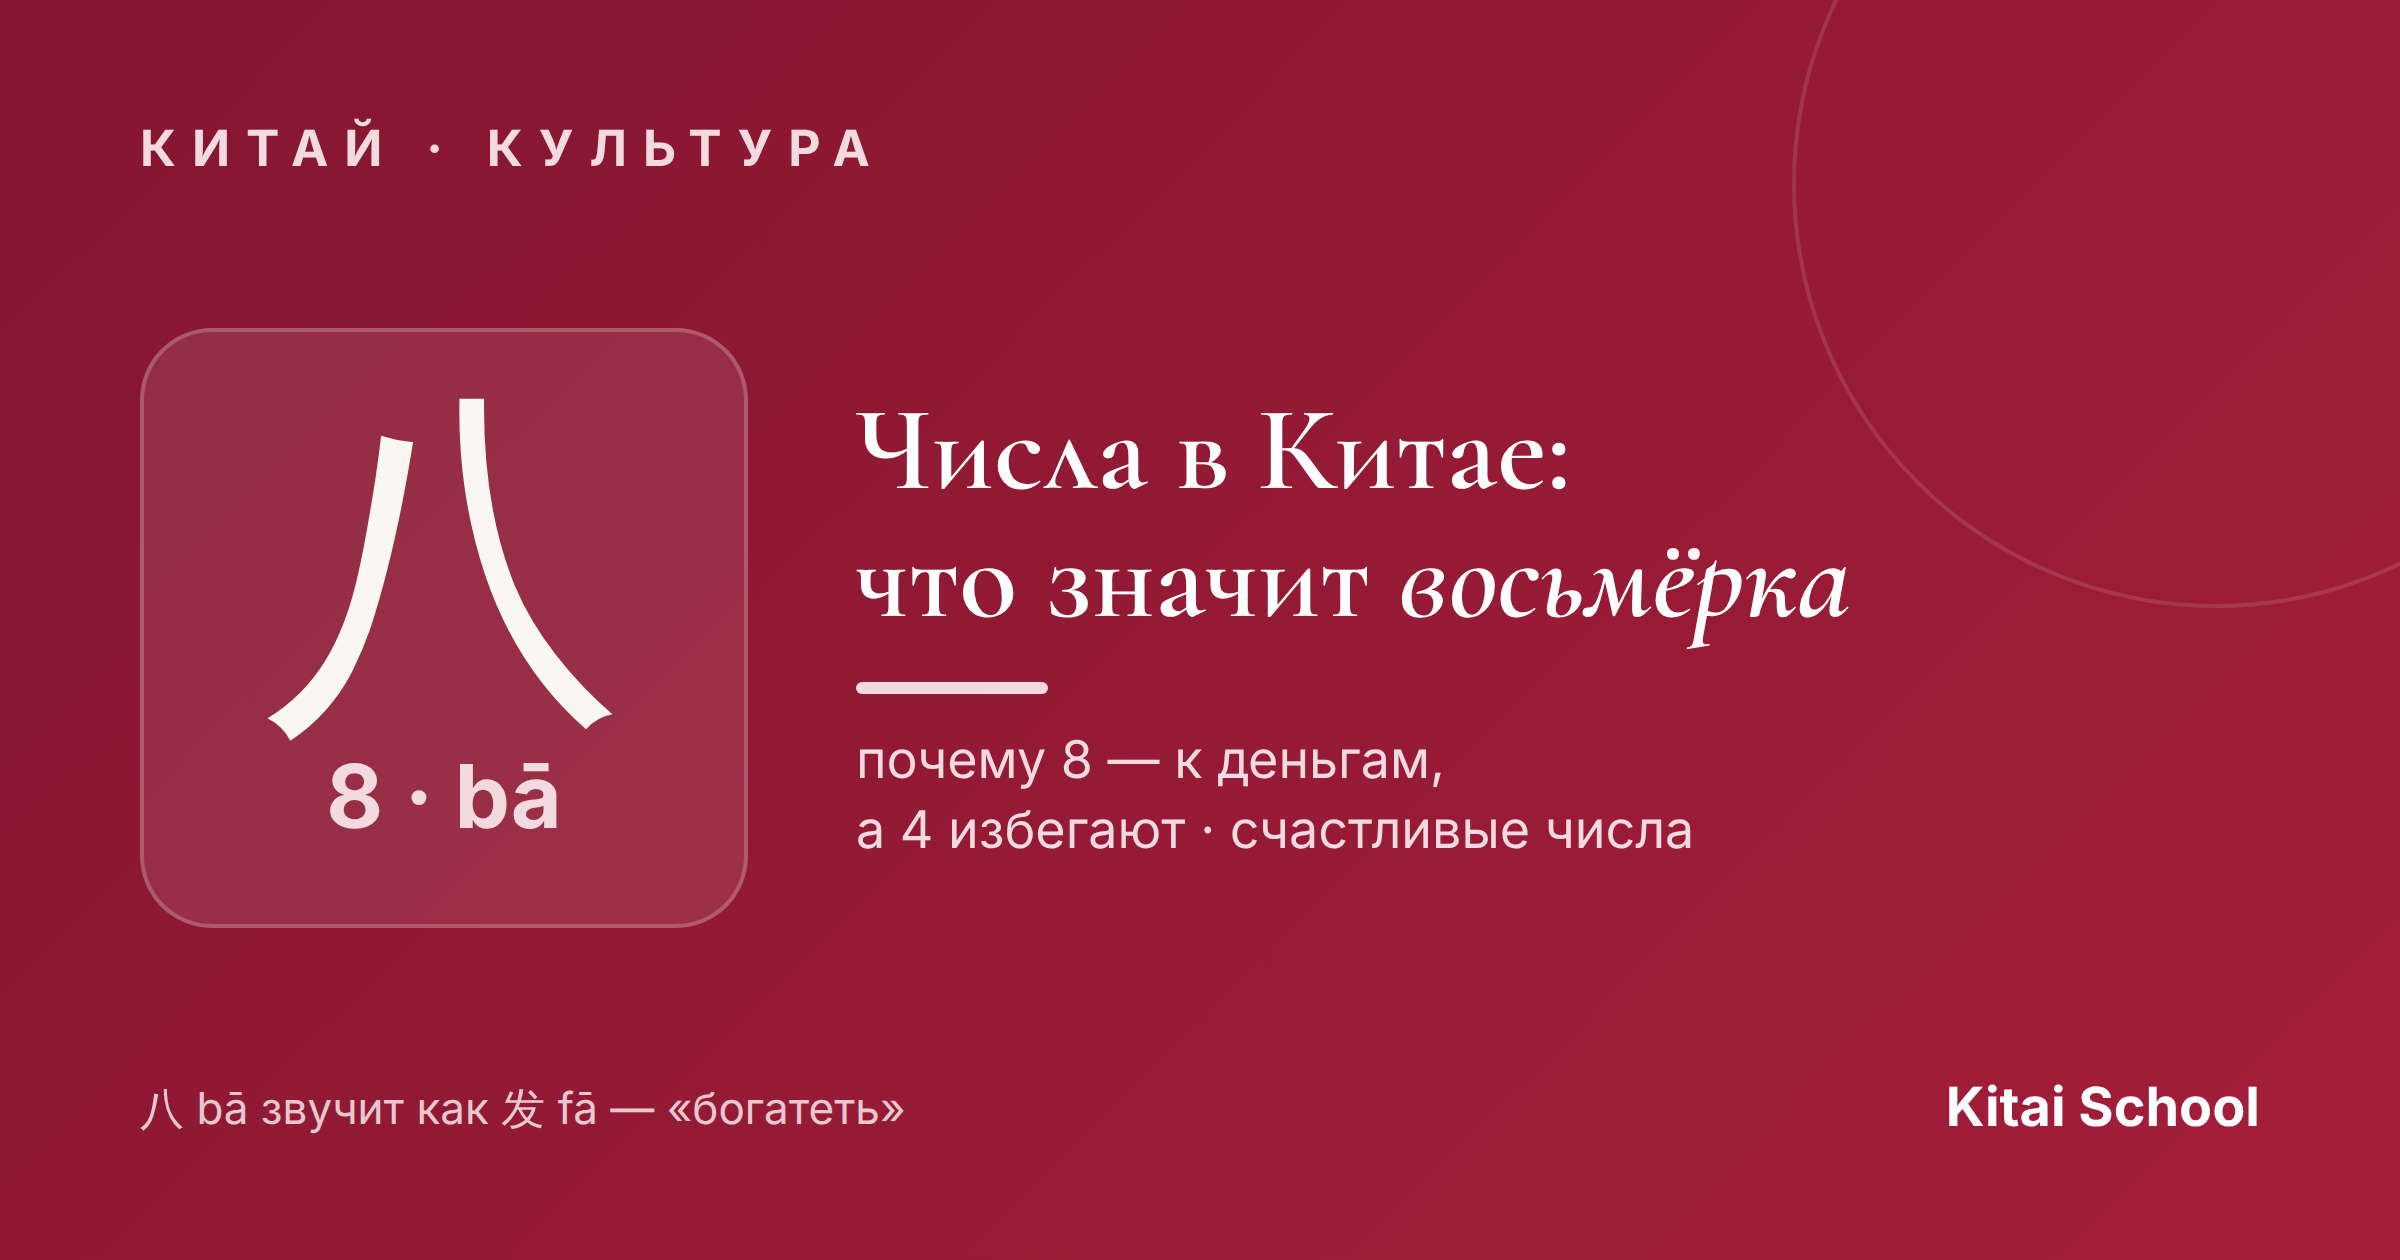 КИТАЙ · КУЛЬТУРА
八
8 · bā
Числа в Китае:
что значит восьмёрка
почему 8 — к деньгам,
а 4 избегают · счастливые числа
八 bā звучит как 发 fā — «богатеть»
Kitai School